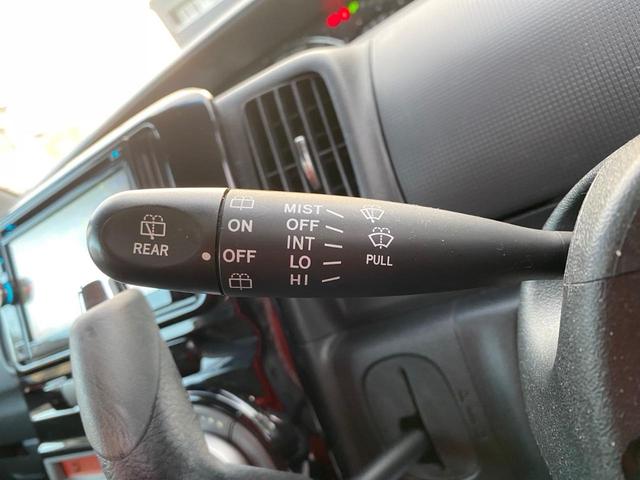 REAR
ON
OFF
MIST
OFF
INT
LO
HI
PULL